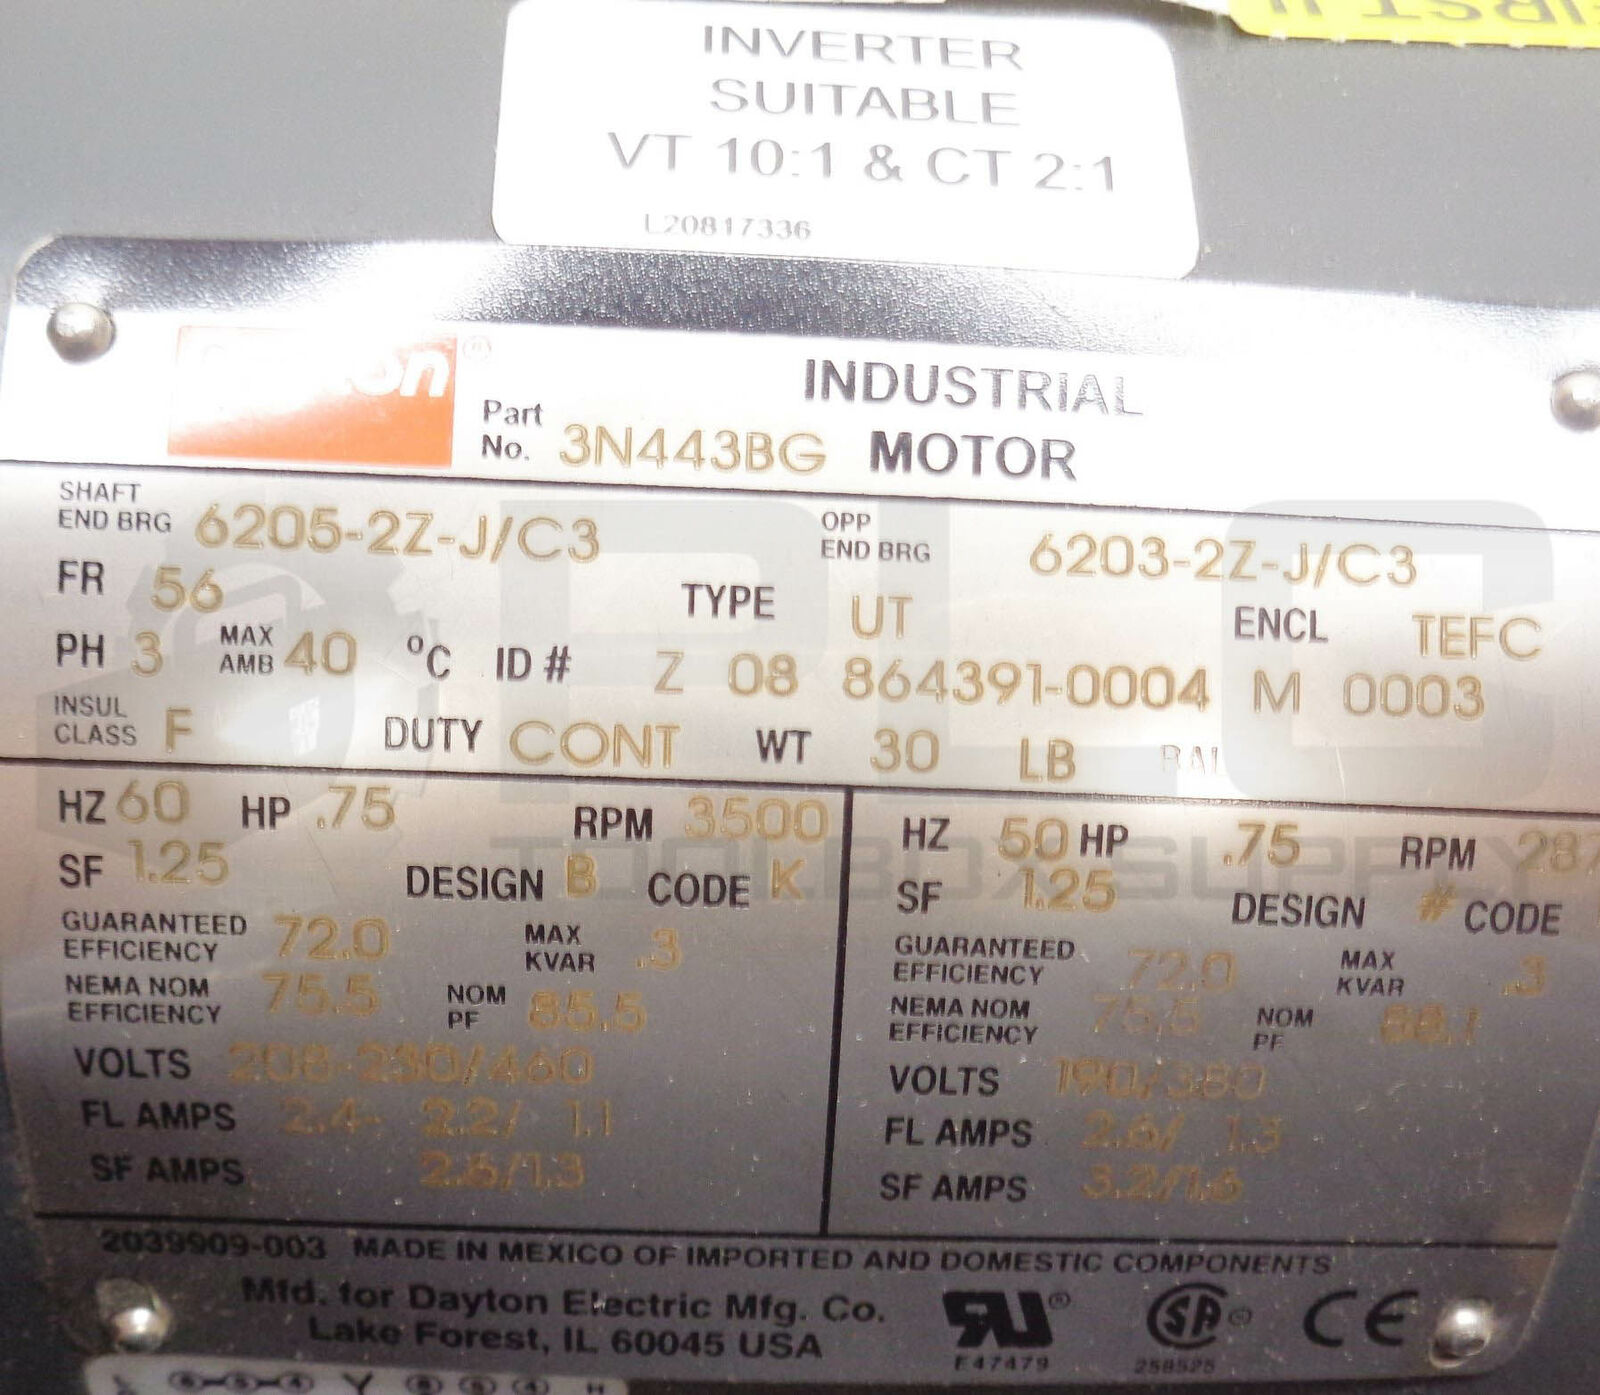 INVERTER
SUITABLE
VT 10:1 & CT 2:1
L20817336
INDUSTRIAL
Part
No. 3N443BG MOTOR
SHAFT
END BRG 6205-2Z-J/C3 OPP
END BRG 6203-2Z-J/C3
FR 56 TYPE UT ENCL TEFC
PH 3 MAX
AMB 40 °C ID # Z 08 864391-0004 M 0003
INSUL
CLASS F DUTY CONT WT 30 LB BAL
HZ 60 HP .75 RPM 3500
SF 1.25 DESIGN B CODE K
GUARANTEED
EFFICIENCY 72.0 MAX
KVAR .3
NEMA NOM
EFFICIENCY 75.5 NOM
PF 85.5
VOLTS 208-230/460
FL AMPS 2.4- 2.2/ 1.1
SF AMPS 2.6/1.3
HZ 50 HP .75 RPM
SF 1.25 DESIGN # CODE
GUARANTEED
EFFICIENCY 72.0 MAX
KVAR .3
NEMA NOM
EFFICIENCY 75.5 NOM
PF 88.1
VOLTS 190/380
FL AMPS 2.6/ 1.3
SF AMPS 3.2/1.6
2039909-003 MADE IN MEXICO OF IMPORTED AND DOMESTIC COMPONENTS
Mfd. for Dayton Electric Mfg. Co.
Lake Forest, IL 60045 USA
E47479
258525
PLC
TOOLBOX SUPPLY